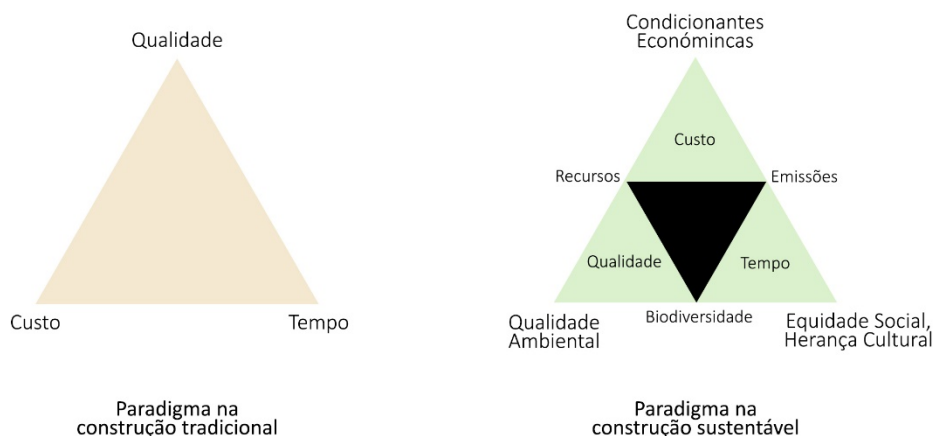 Qualidade
Custo
Tempo
Paradigma na
construção tradicional
Condicionantes
Económincas
Custo
Recursos
Emissões
Qualidade
Tempo
Biodiversidade
Qualidade
Ambiental
Equidade Social,
Herança Cultural
Paradigma na
construção sustentável